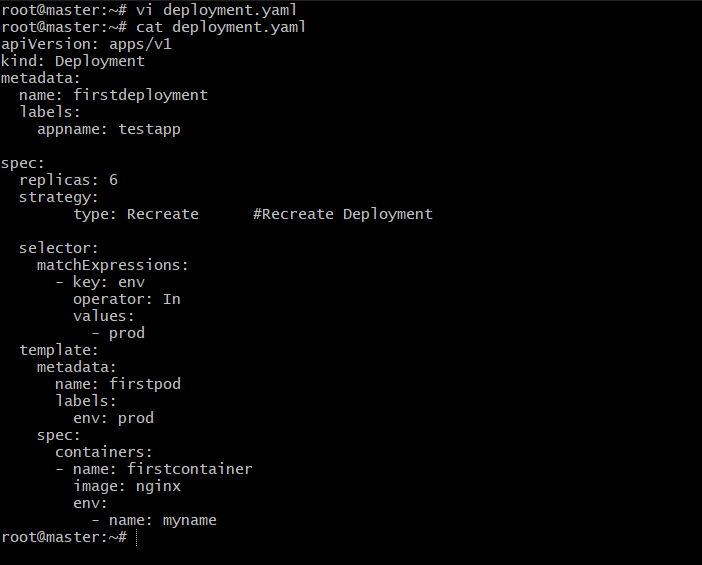 root@master:~# vi deployment.yaml
root@master:~# cat deployment.yaml
apiVersion: apps/v1
kind: Deployment
metadata:
  name: firstdeployment
  labels:
    appname: testapp

spec:
  replicas: 6
  strategy:
        type: Recreate      #Recreate Deployment

  selector:
    matchExpressions:
      - key: env
        operator: In
        values:
          - prod
  template:
    metadata:
      name: firstpod
      labels:
        env: prod
    spec:
      containers:
      - name: firstcontainer
        image: nginx
        env:
          - name: myname
root@master:~#